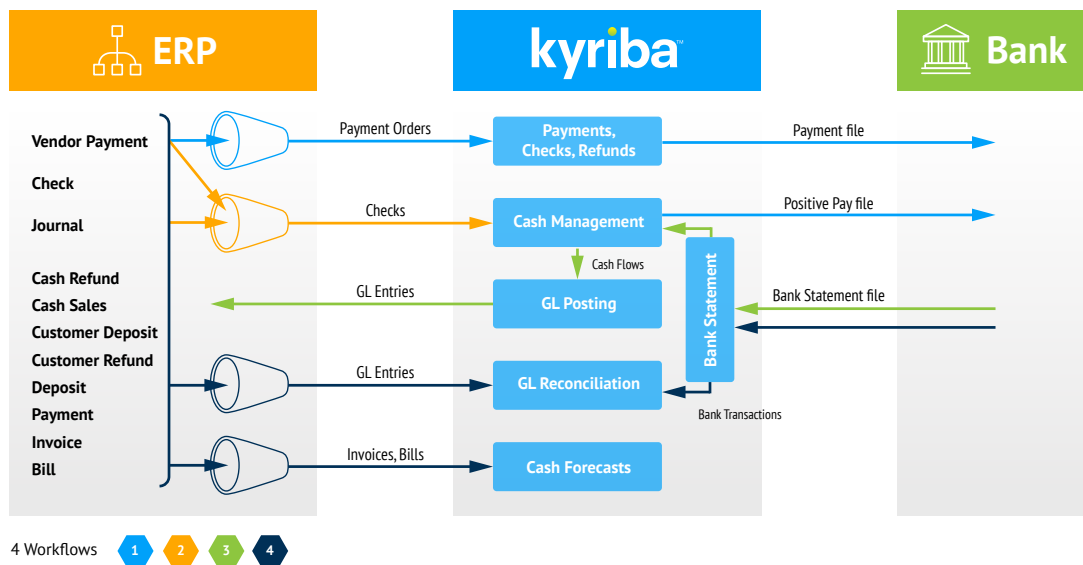 ERP
kyriba™
Bank
Vendor Payment
Check
Journal
Cash Refund
Cash Sales
Customer Deposit
Customer Refund
Deposit
Payment
Invoice
Bill
Payment Orders
Checks
GL Entries
GL Entries
Invoices, Bills
Payments,
Checks, Refunds
Cash Management
Cash Flows
GL Posting
GL Reconciliation
Cash Forecasts
Bank Statement
Bank Transactions
Payment file
Positive Pay file
Bank Statement file
4 Workflows
1
2
3
4